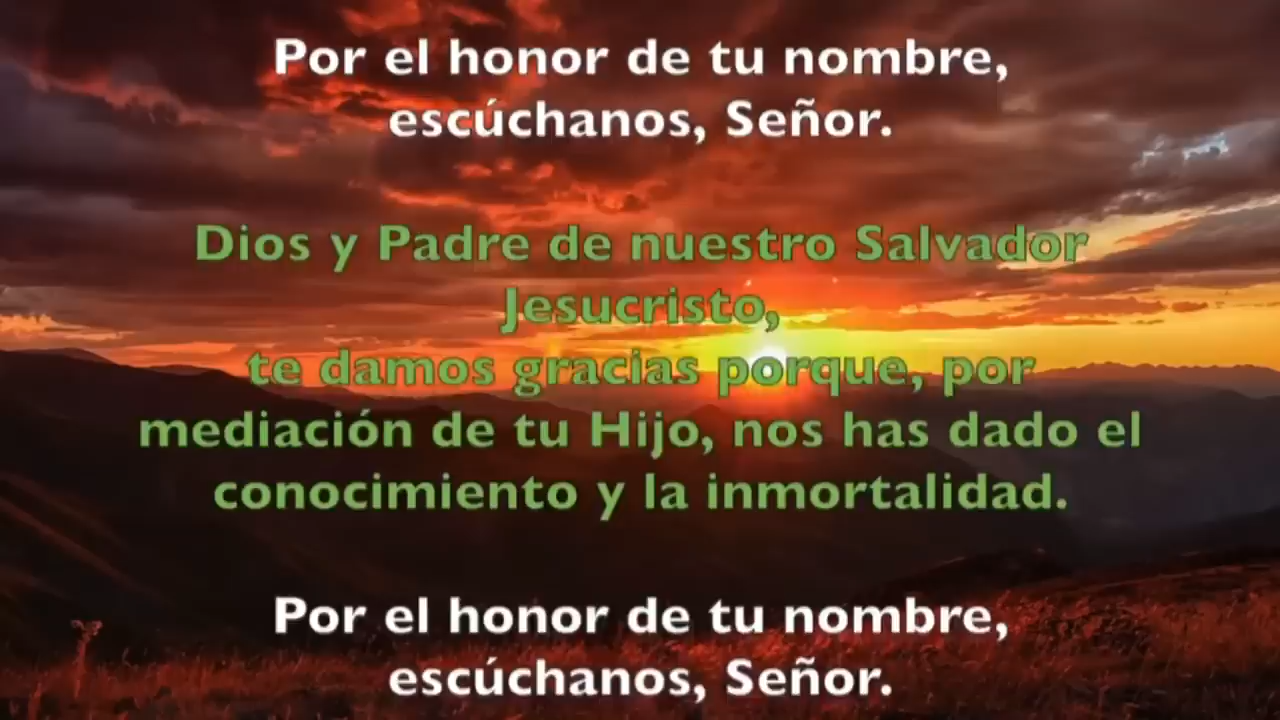 Por el honor de tu nombre,
escúchanos, Señor.
Dios y Padre de nuestro Salvador
Jesucristo,
te damos gracias porque, por
mediación de tu Hijo, nos has dado el
conocimiento y la inmortalidad.
Por el honor de tu nombre,
escúchanos, Señor.